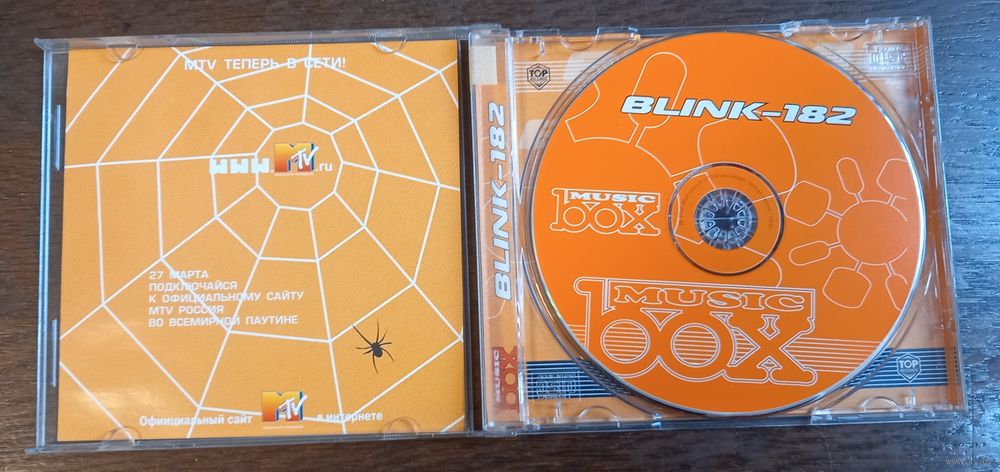 MTV ТЕПЕРЬ В СЕТИ!
www MTV .ru
27 МАРТА
ПОДКЛЮЧАЙСЯ
К ОФИЦИАЛЬНОМУ САЙТУ
MTV РОССИЯ
ВО ВСЕМИРНОЙ ПАУТИНЕ
Официальный сайт MTV в интернете
BLINK-182
MUSIC
box
TOP
BLINK-182
MUSIC
box
MUSIC
box
TOP